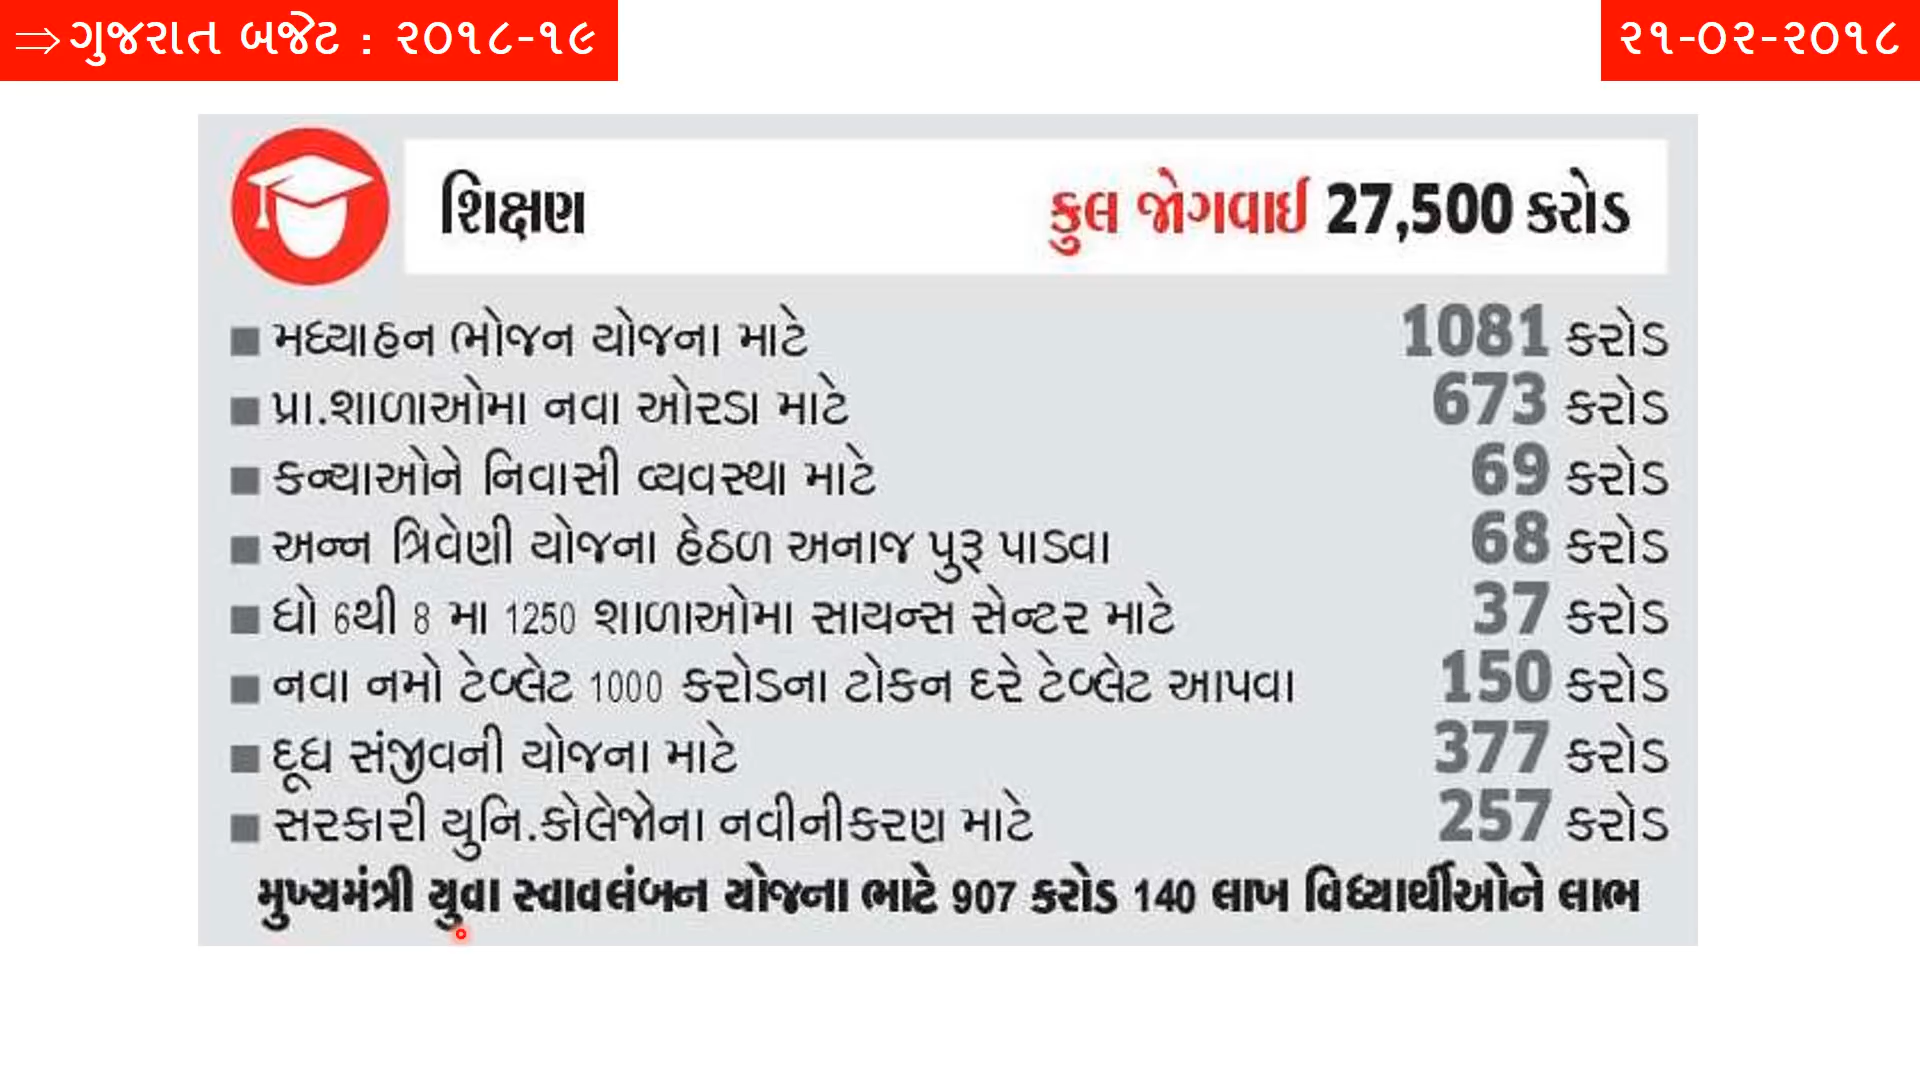 ⇒ગુજરાત બજેટ : ૨૦૧૮-૧૯
૨૧-૦૨-૨૦૧૮
શિક્ષણ કુલ જોગવાઈ 27,500 કરોડ
■ મધ્યાહન ભોજન યોજના માટે 1081 કરોડ
■ પ્રા.શાળાઓમા નવા ઓરડા માટે 673 કરોડ
■ કન્યાઓને નિવાસી વ્યવસ્થા માટે 69 કરોડ
■ અન્ન ત્રિવેણી યોજના હેઠળ અનાજ પુરૂ પાડવા 68 કરોડ
■ ધો 6થી 8 મા 1250 શાળાઓમા સાયન્સ સેન્ટર માટે 37 કરોડ
■ નવા નમો ટેબ્લેટ 1000 કરોડના ટોકન દરે ટેબ્લેટ આપવા 150 કરોડ
■ દૂધ સંજીવની યોજના માટે 377 કરોડ
■ સરકારી યુનિ.કોલેજોના નવીનીકરણ માટે 257 કરોડ
મુખ્યમંત્રી યુવા સ્વાવલંબન યોજના ભાટે 907 કરોડ 140 લાખ વિધ્યાર્થીઓને લાભ